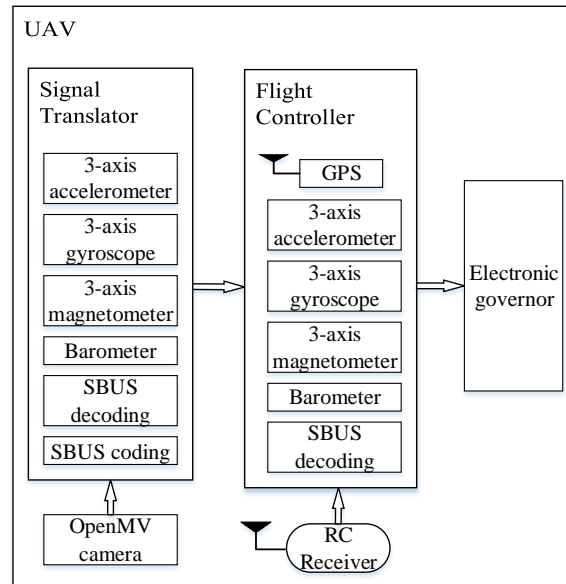 UAV
Signal
Translator
3-axis
accelerometer
3-axis
gyroscope
3-axis
magnetometer
Barometer
SBUS
decoding
SBUS coding
OpenMV
camera
Flight
Controller
GPS
3-axis
accelerometer
3-axis
gyroscope
3-axis
magnetometer
Barometer
SBUS
decoding
RC
Receiver
Electronic
governor